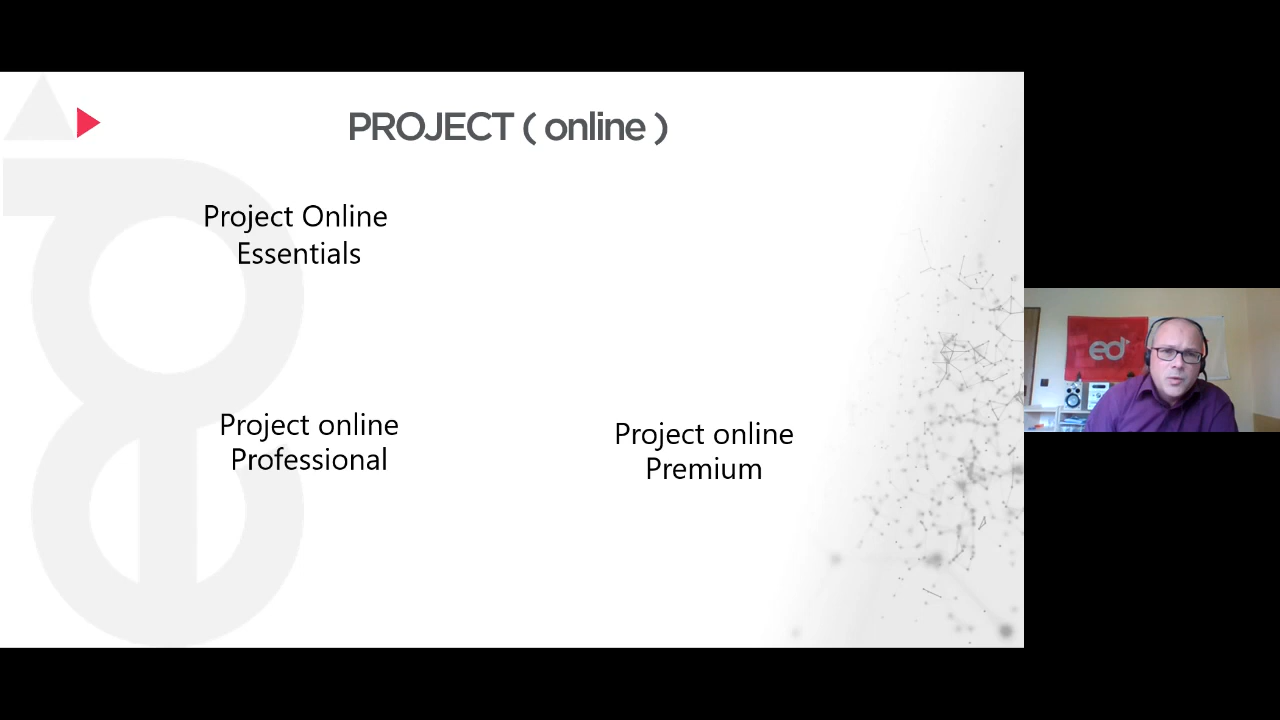 PROJECT ( online )
Project Online
Essentials
Project online
Professional
Project online
Premium
ed